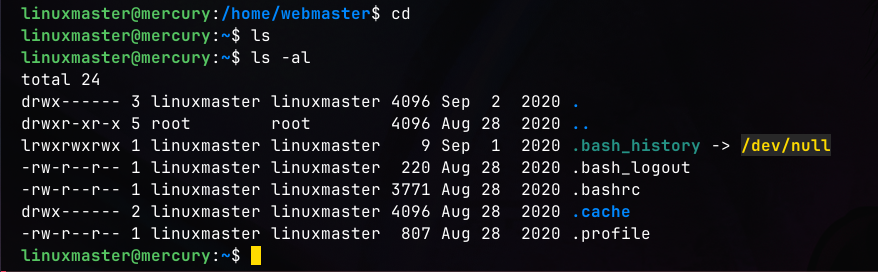 linuxmaster@mercury:/home/webmaster$ cd
linuxmaster@mercury:~$ ls
linuxmaster@mercury:~$ ls -al
total 24
drwx------ 3 linuxmaster linuxmaster 4096 Sep  2  2020 .
drwxr-xr-x 5 root        root        4096 Aug 28  2020 ..
lrwxrwxrwx 1 linuxmaster linuxmaster    9 Sep  1  2020 .bash_history -> /dev/null
-rw-r--r-- 1 linuxmaster linuxmaster  220 Aug 28  2020 .bash_logout
-rw-r--r-- 1 linuxmaster linuxmaster 3771 Aug 28  2020 .bashrc
drwx------ 2 linuxmaster linuxmaster 4096 Aug 28  2020 .cache
-rw-r--r-- 1 linuxmaster linuxmaster  807 Aug 28  2020 .profile
linuxmaster@mercury:~$